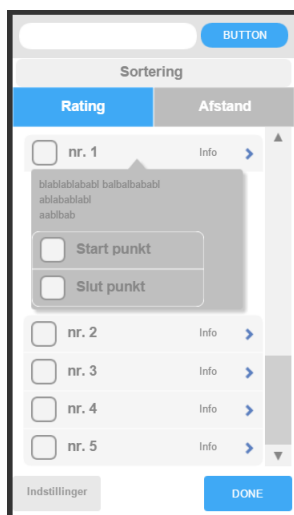 BUTTON
Sortering
Rating Afstand
nr. 1 Info
blablablababl balbalbababl
ablabablabl
aablbab
Start punkt
Slut punkt
nr. 2 Info
nr. 3 Info
nr. 4 Info
nr. 5 Info
Indstillinger DONE